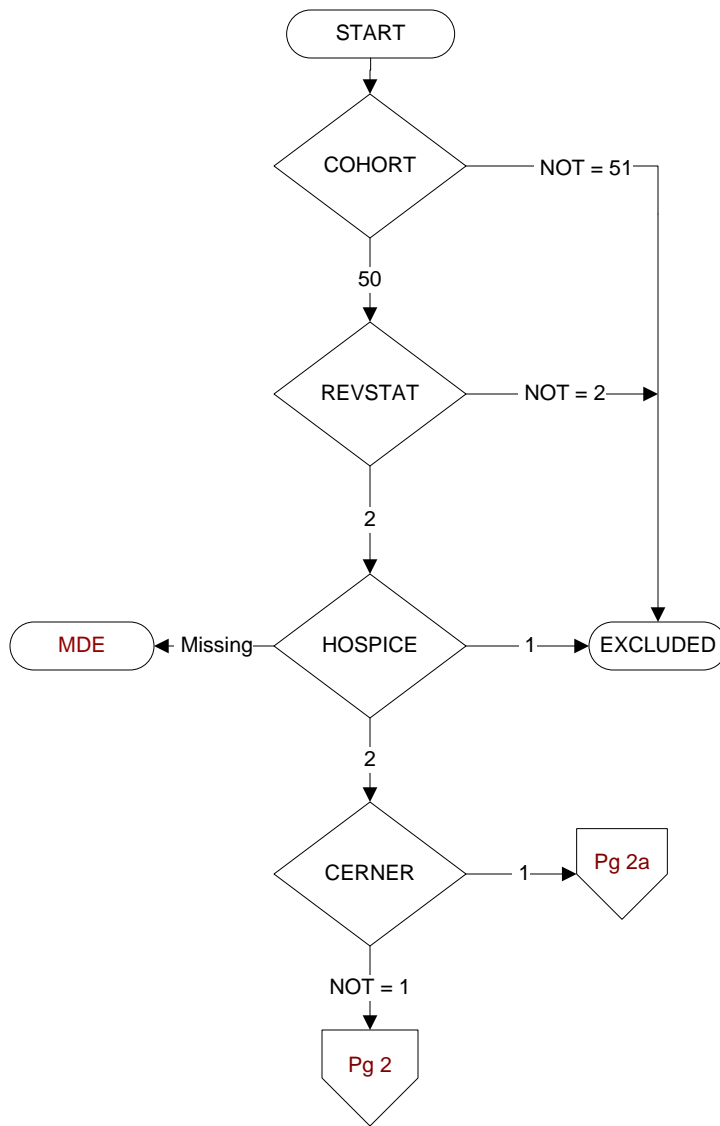 START
COHORT
NOT = 51
50
REVSTAT
NOT = 2
2
MDE
Missing
HOSPICE
1
EXCLUDED
2
CERNER
1
Pg 2a
NOT = 1
Pg 2